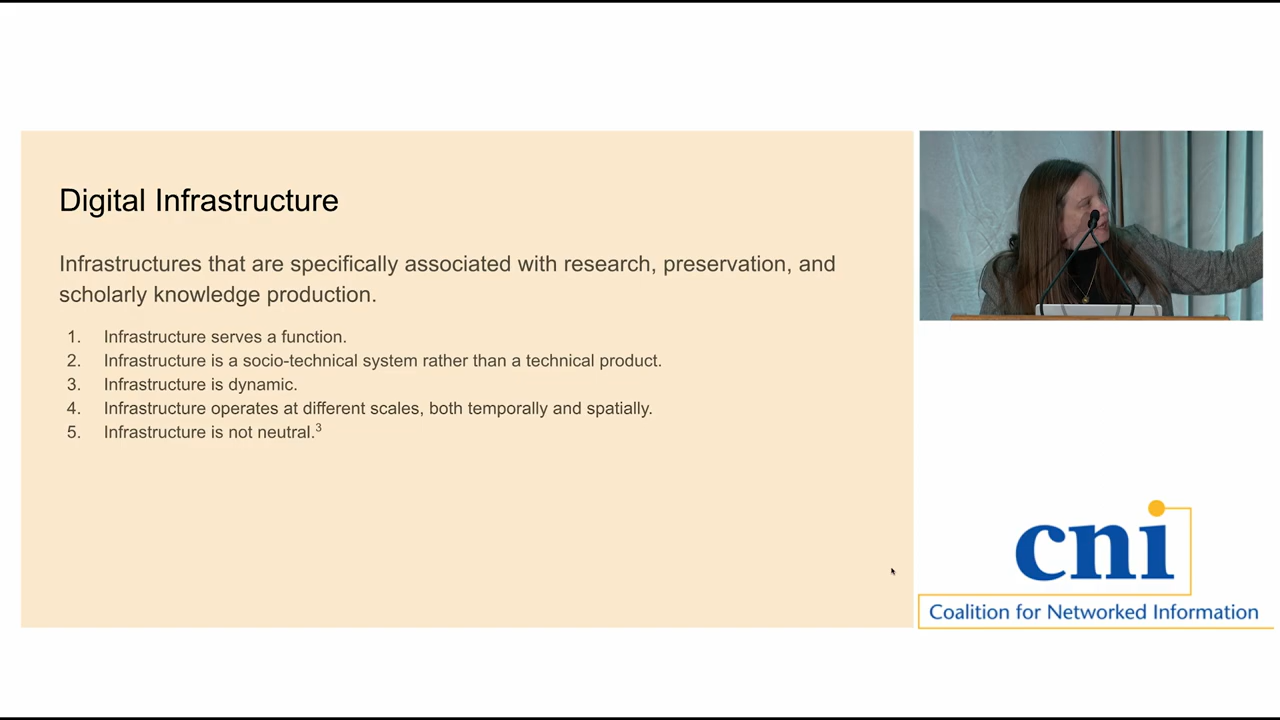 Digital Infrastructure
Infrastructures that are specifically associated with research, preservation, and
scholarly knowledge production.
1. Infrastructure serves a function.
2. Infrastructure is a socio-technical system rather than a technical product.
3. Infrastructure is dynamic.
4. Infrastructure operates at different scales, both temporally and spatially.
5. Infrastructure is not neutral.³
cni
Coalition for Networked Information